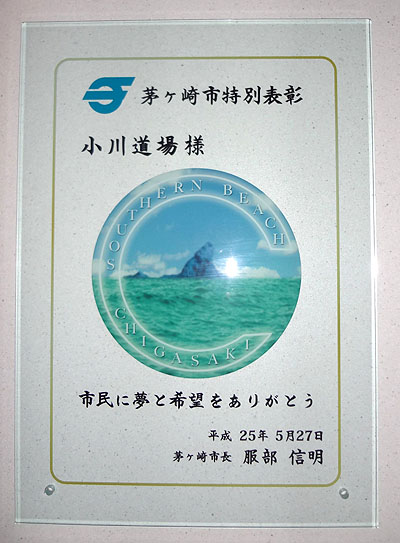 茅ヶ崎市特別表彰
小川道場様
SOUTHERN BEACH
CHIGASAKI
市民に夢と希望をありがとう
平成 25年 5月27日
茅ヶ崎市長 服部 信明